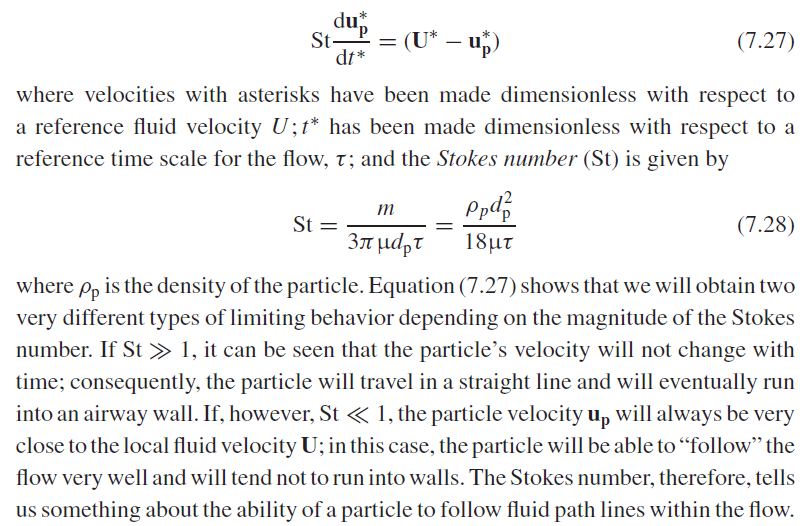 St du*p/dt* = (U* − u*p) (7.27)
where velocities with asterisks have been made dimensionless with respect to
a reference fluid velocity U; t* has been made dimensionless with respect to a
reference time scale for the flow, τ; and the Stokes number (St) is given by
St = m/3πμdpτ = ρpd²p/18μτ (7.28)
where ρp is the density of the particle. Equation (7.27) shows that we will obtain two
very different types of limiting behavior depending on the magnitude of the Stokes
number. If St ≫ 1, it can be seen that the particle’s velocity will not change with
time; consequently, the particle will travel in a straight line and will eventually run
into an airway wall. If, however, St ≪ 1, the particle velocity up will always be very
close to the local fluid velocity U; in this case, the particle will be able to “follow” the
flow very well and will tend not to run into walls. The Stokes number, therefore, tells
us something about the ability of a particle to follow fluid path lines within the flow.